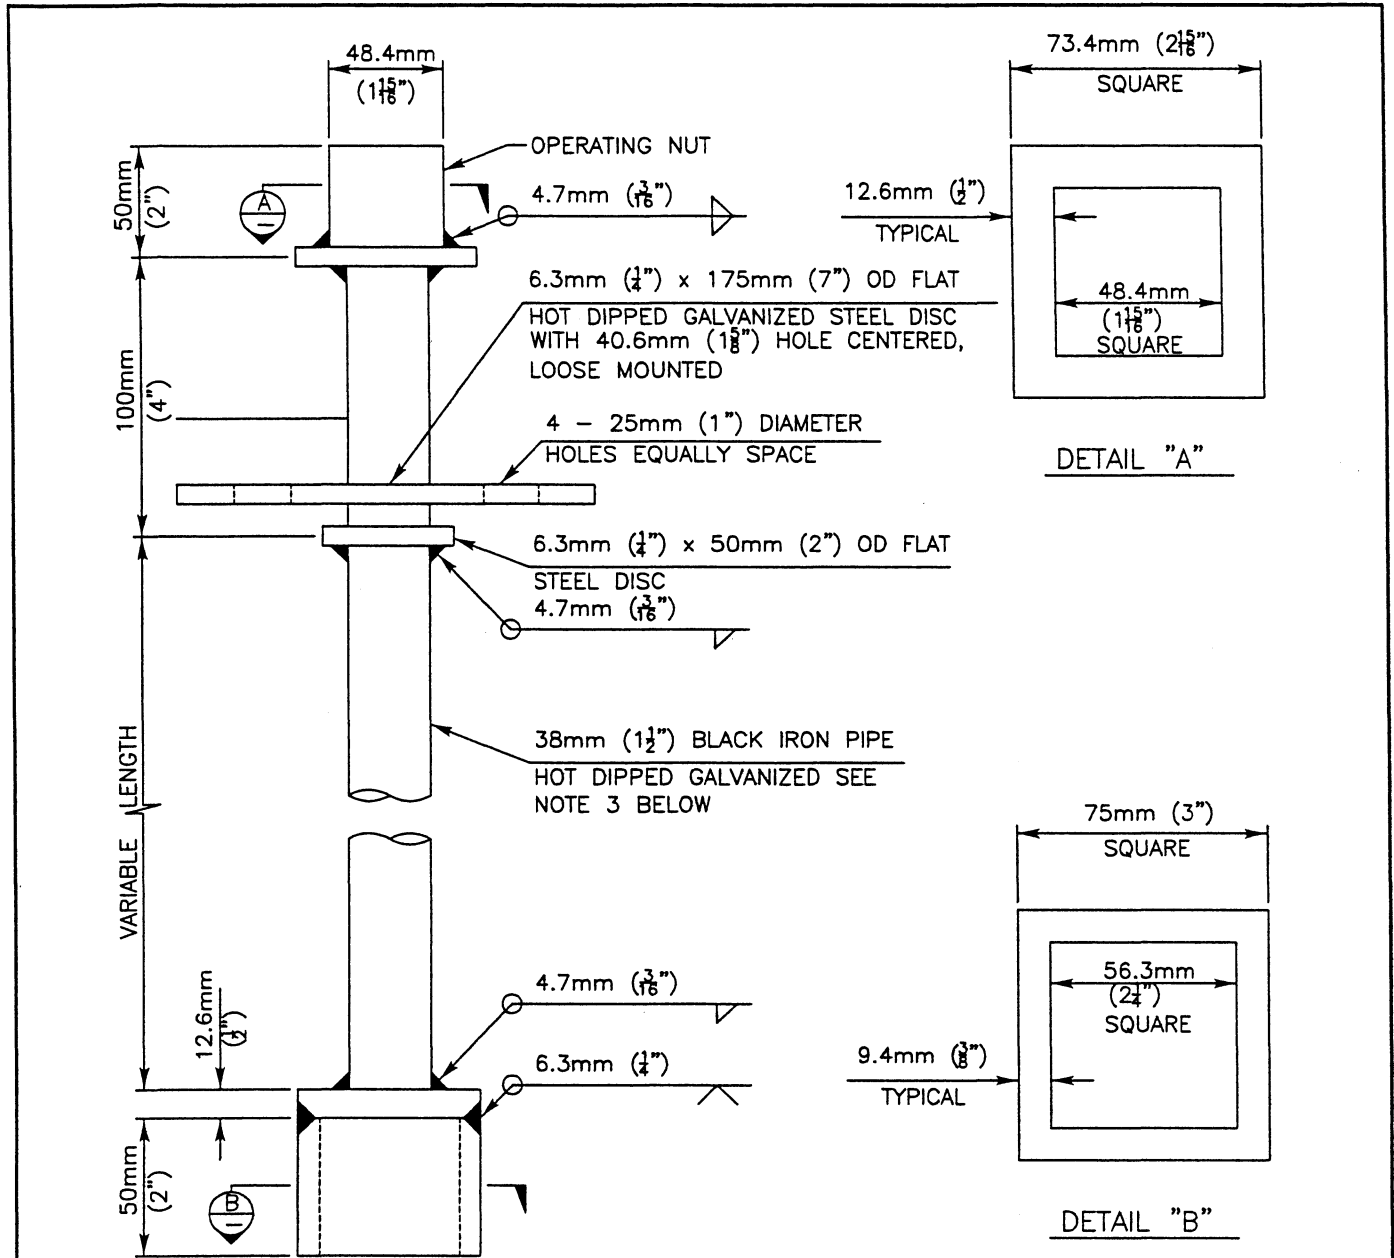 48.4mm
(1 15/16")
OPERATING NUT
50mm
(2")
A
4.7mm (3/16")
6.3mm (1/4") x 175mm (7") OD FLAT
HOT DIPPED GALVANIZED STEEL DISC
WITH 40.6mm (1 5/8") HOLE CENTERED,
LOOSE MOUNTED
100mm
(4")
4 - 25mm (1") DIAMETER
HOLES EQUALLY SPACE
6.3mm (1/4") x 50mm (2") OD FLAT
STEEL DISC
4.7mm (3/16")
38mm (1 1/2") BLACK IRON PIPE
HOT DIPPED GALVANIZED SEE
NOTE 3 BELOW
VARIABLE LENGTH
12.6mm
(1/2")
4.7mm (3/16")
6.3mm (1/4")
50mm
(2")
B
73.4mm (2 15/16")
SQUARE
12.6mm (1/2")
TYPICAL
48.4mm
(1 15/16")
SQUARE
DETAIL "A"
75mm (3")
SQUARE
56.3mm
(2 1/4")
SQUARE
9.4mm (3/8")
TYPICAL
DETAIL "B"